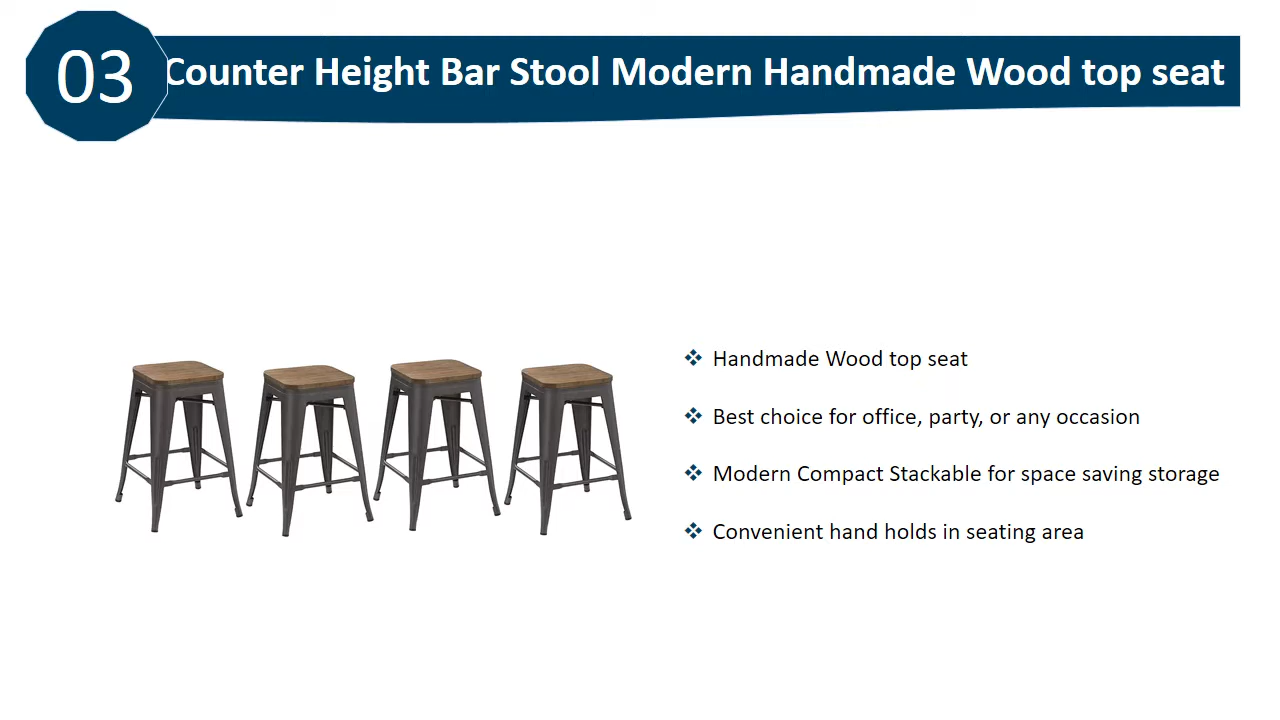 03
Counter Height Bar Stool Modern Handmade Wood top seat
Handmade Wood top seat
Best choice for office, party, or any occasion
Modern Compact Stackable for space saving storage
Convenient hand holds in seating area